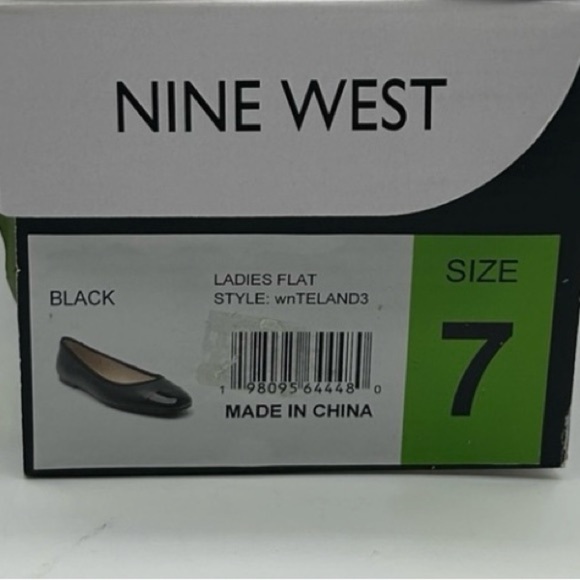 NINE WEST
BLACK
LADIES FLAT
STYLE: wnTELAND3
1 98095 64448 0
MADE IN CHINA
SIZE
7